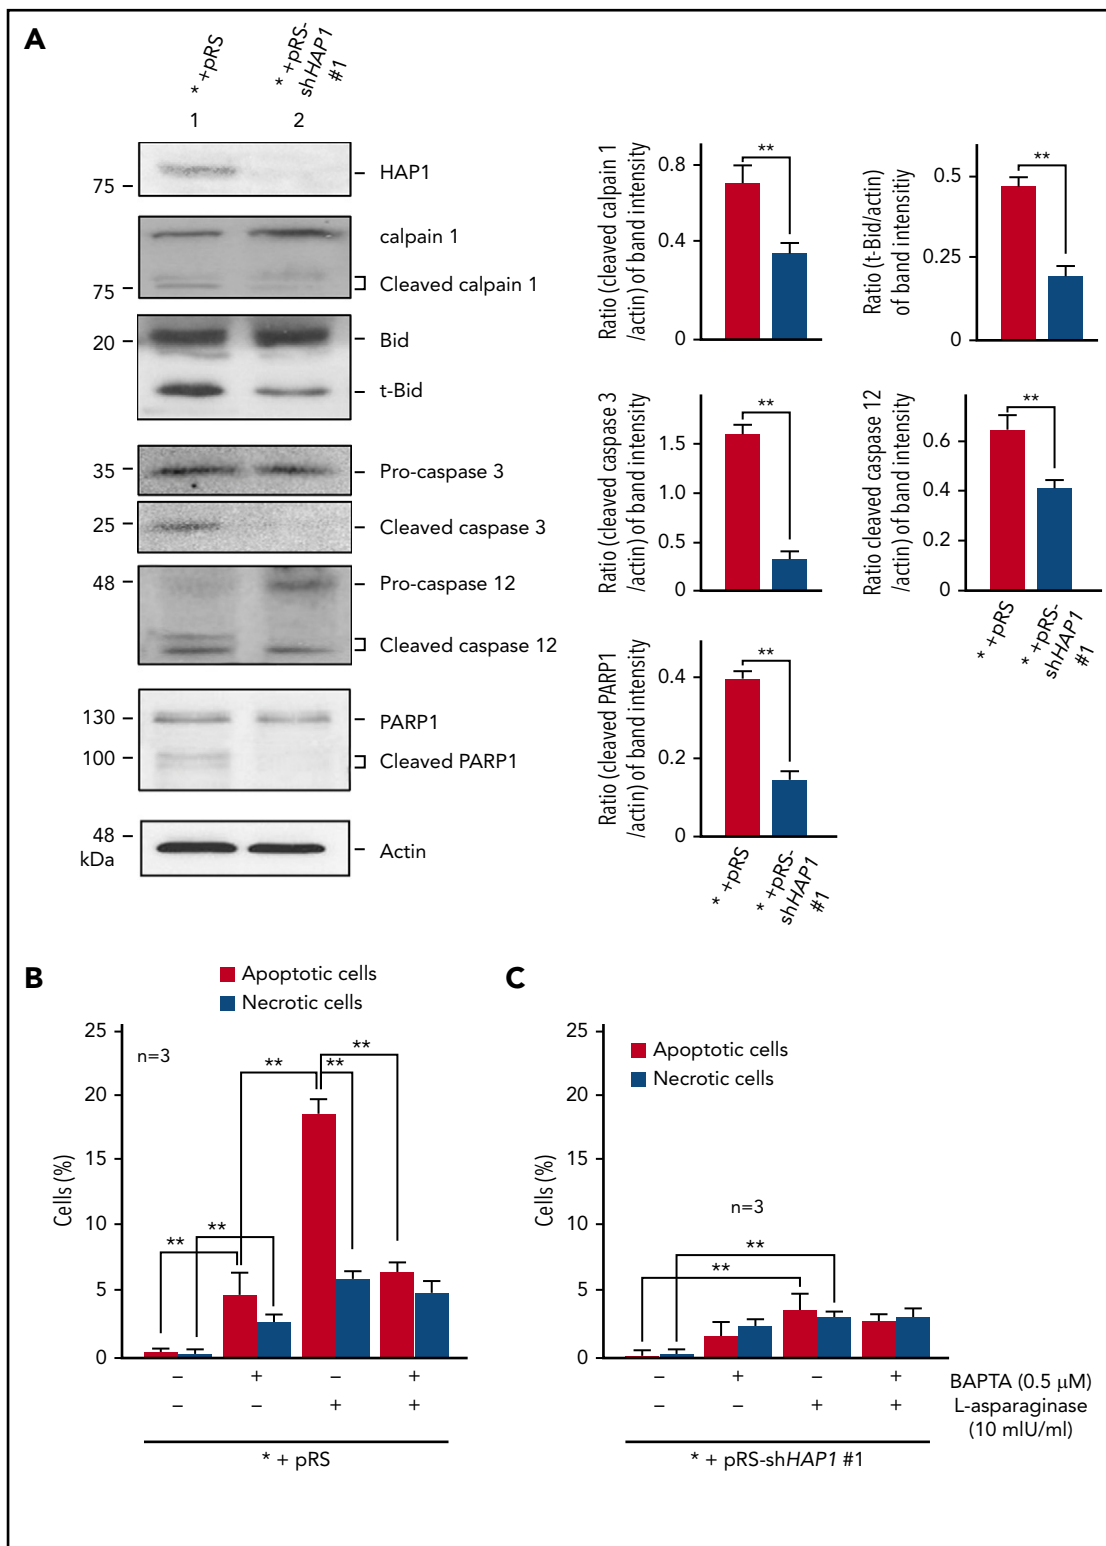 A
* +pRS
* +pRS-
shHAP1
#1
1
2
75
HAP1
calpain 1
75
Cleaved calpain 1
20
Bid
t-Bid
35
Pro-caspase 3
25
Cleaved caspase 3
48
Pro-caspase 12
Cleaved caspase 12
130
PARP1
100
Cleaved PARP1
48
kDa
Actin
Ratio (cleaved calpain 1
/actin) of band intensity
0.8
0.4
0
**
Ratio (t-Bid/actin)
of band intensitiy
0.5
0.25
0
**
Ratio (cleaved caspase 3
/actin) of band intensity
1.5
1.0
0.5
0
**
Ratio cleaved caspase 12
/actin) of band intensity
0.6
0.4
0.2
0
**
* +pRS
* +pRS-
shHAP1
#1
Ratio (cleaved PARP1
/actin) of band intensity
0.4
0.2
0
**
* +pRS
* +pRS-
shHAP1
#1
B
Apoptotic cells
Necrotic cells
n=3
Cells (%)
25
20
15
10
5
0
** ** ** ** **
– + – +
– – + +
* + pRS
C
Apoptotic cells
Necrotic cells
n=3
Cells (%)
25
20
15
10
5
0
** **
– + – + BAPTA (0.5 µM)
– – + + L-asparaginase
(10 mIU/ml)
* + pRS-shHAP1 #1